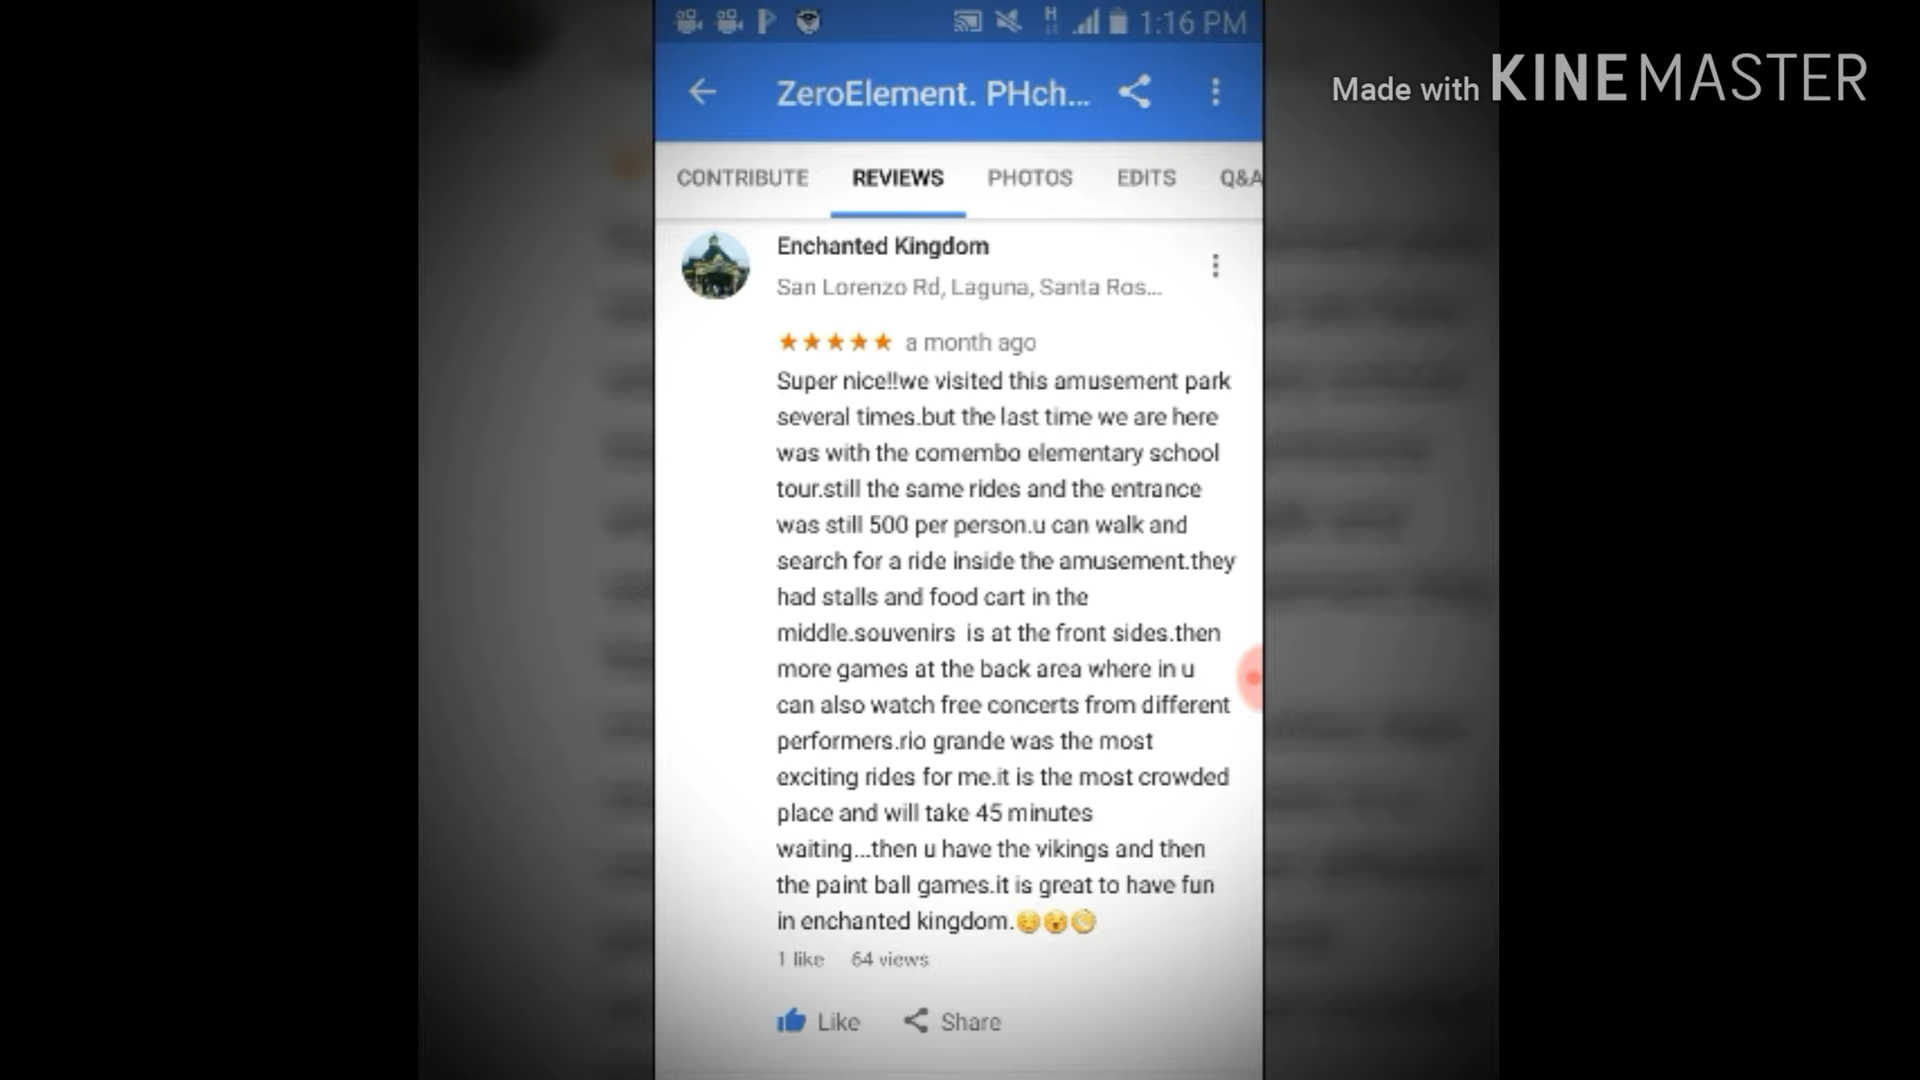 1:16 PM
ZeroElement. PHch...
Made with KINEMASTER
CONTRIBUTE REVIEWS PHOTOS EDITS Q&A
Enchanted Kingdom
San Lorenzo Rd, Laguna, Santa Ros...
a month ago
Super nice!!we visited this amusement park
several times.but the last time we are here
was with the comembo elementary school
tour.still the same rides and the entrance
was still 500 per person.u can walk and
search for a ride inside the amusement.they
had stalls and food cart in the
middle.souvenirs  is at the front sides.then
more games at the back area where in u
can also watch free concerts from different
performers.rio grande was the most
exciting rides for me.it is the most crowded
place and will take 45 minutes
waiting...then u have the vikings and then
the paint ball games.it is great to have fun
in enchanted kingdom.
1 like 64 views
Like Share